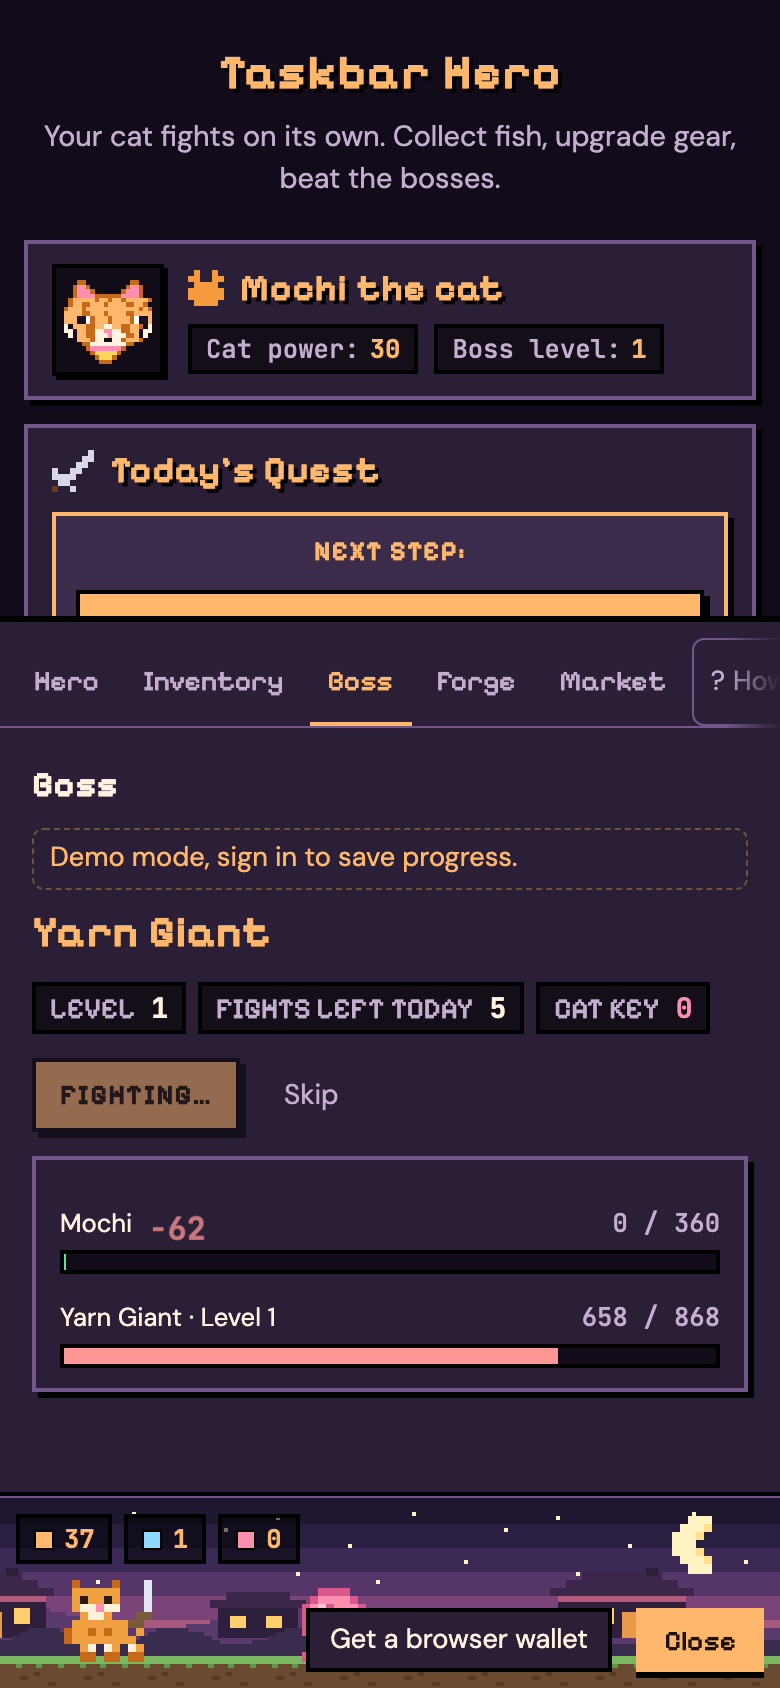 Taskbar Hero
Your cat fights on its own. Collect fish, upgrade gear,
beat the bosses.
Mochi the cat
Cat power: 30 Boss level: 1
Today's Quest
NEXT STEP:
Hero Inventory Boss Forge Market ? How
Boss
Demo mode, sign in to save progress.
Yarn Giant
LEVEL 1 FIGHTS LEFT TODAY 5 CAT KEY 0
FIGHTING... Skip
Mochi -62 0 / 360
Yarn Giant · Level 1 658 / 868
37 1 0
Get a browser wallet Close